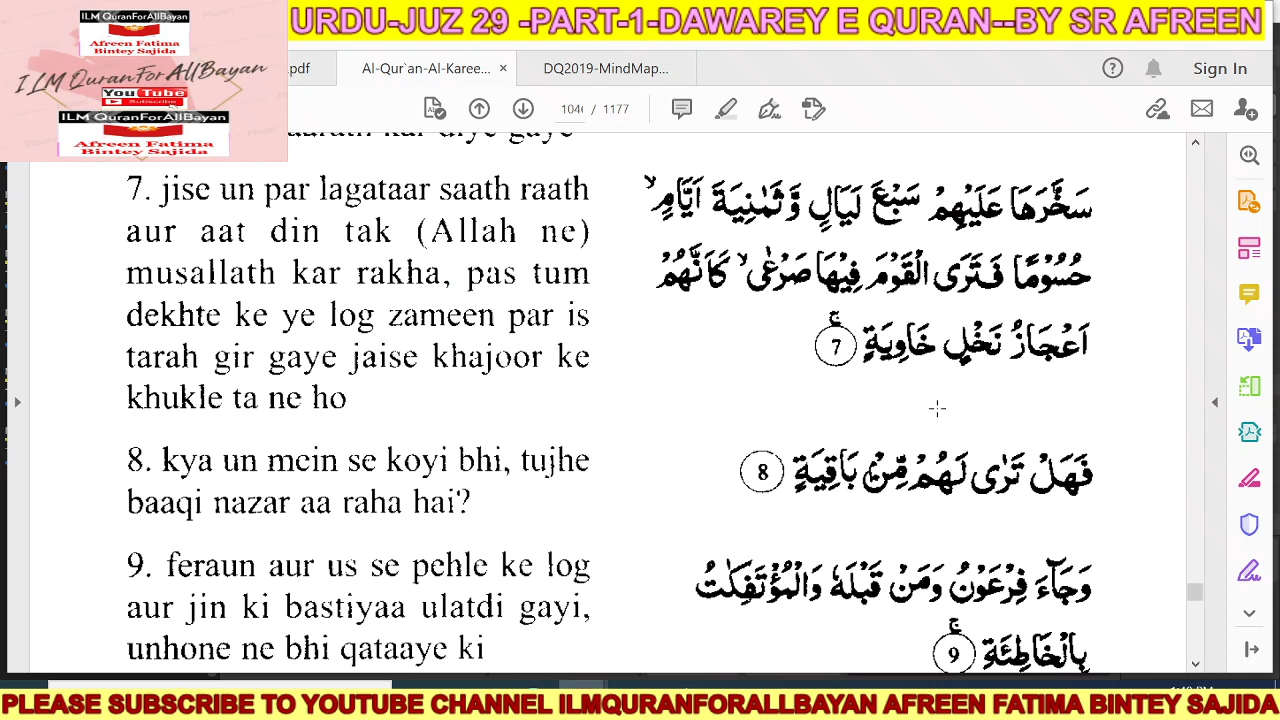 ILM QuranForAllBayan
Afreen Fatima
Bintey Sajida
ILM QuranForAllBayan
YouTube
Subscribe
ILM QuranForAllBayan
Afreen Fatima
Bintey Sajida
URDU-JUZ 29 -PART-1-DAWAREY E QURAN--BY SR AFREEN
.pdf
Al-Qur`an-Al-Karee... ×
DQ2019-MindMap...
Sign In
1046 / 1177
kar diye gaye
7. jise un par lagataar saath raath
aur aat din tak (Allah ne)
musallath kar rakha, pas tum
dekhte ke ye log zameen par is
tarah gir gaye jaise khajoor ke
khukle ta ne ho
سَخَّرَهَا عَلَيْهِمْ سَبْعَ لَيَالٍ وَّثَمٰنِيَةَ اَيَّامٍ ۙ
حُسُوْمًا فَتَرَى الْقَوْمَ فِيْهَا صَرْعٰى ۙ كَاَنَّهُمْ
اَعْجَازُ نَخْلٍ خَاوِيَةٍ ۚ 7
8. kya un mein se koyi bhi, tujhe
baaqi nazar aa raha hai?
فَهَلْ تَرٰى لَهُمْ مِّنْۢ بَاقِيَةٍ 8
9. feraun aur us se pehle ke log
aur jin ki bastiyaa ulatdi gayi,
unhone ne bhi qataaye ki
وَجَآءَ فِرْعَوْنُ وَمَنْ قَبْلَهٗ وَالْمُؤْتَفِكٰتُ
بِالْخَاطِئَةِ ۚ 9
PLEASE SUBSCRIBE TO YOUTUBE CHANNEL ILMQURANFORALLBAYAN AFREEN FATIMA BINTEY SAJIDA